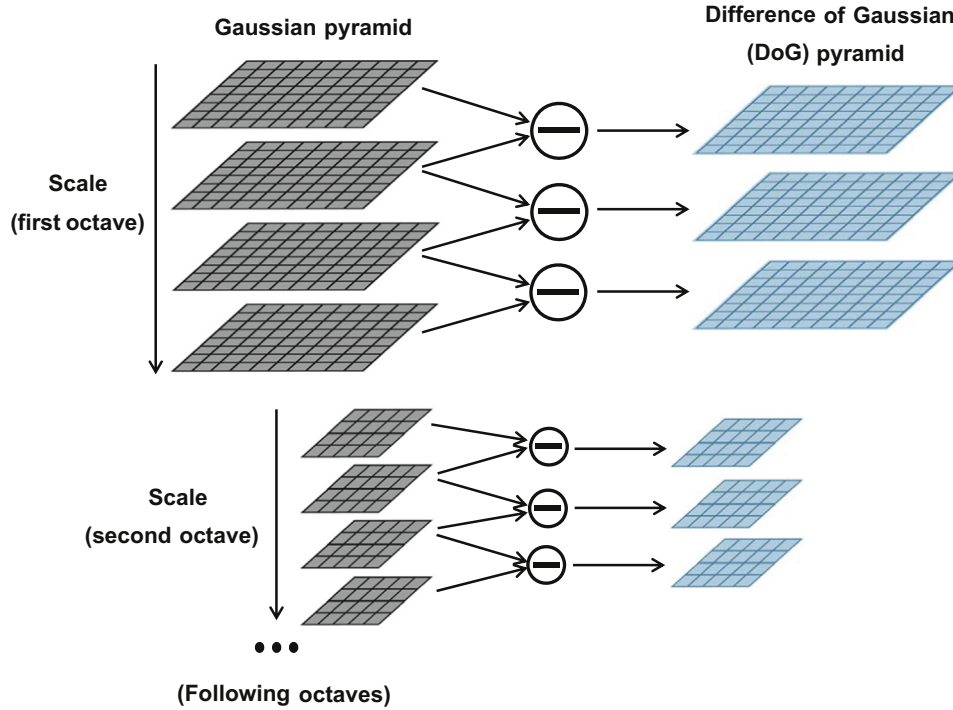 Gaussian pyramid
Difference of Gaussian
(DoG) pyramid
Scale
(first octave)
Scale
(second octave)
(Following octaves)